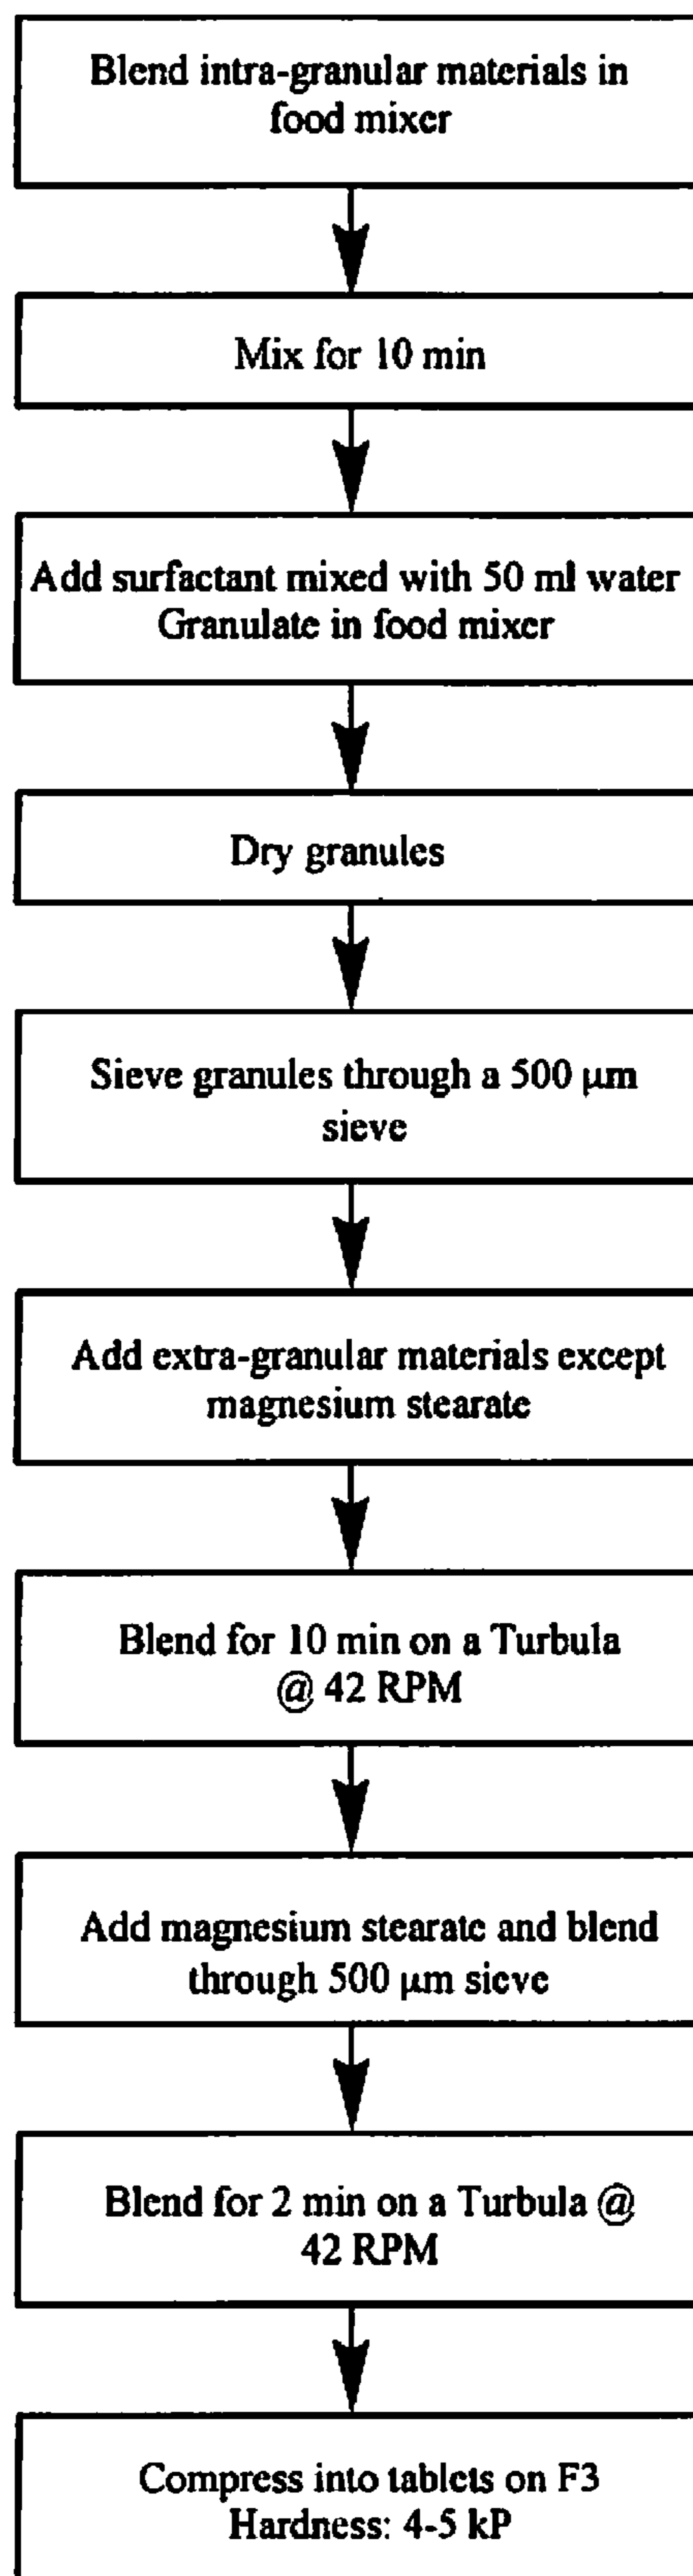 Blend intra-granular materials in
food mixer
Mix for 10 min
Add surfactant mixed with 50 ml water
Granulate in food mixer
Dry granules
Sieve granules through a 500 μm
sieve
Add extra-granular materials except
magnesium stearate
Blend for 10 min on a Turbula
@ 42 RPM
Add magnesium stearate and blend
through 500 μm sieve
Blend for 2 min on a Turbula @
42 RPM
Compress into tablets on F3
Hardness: 4-5 kP